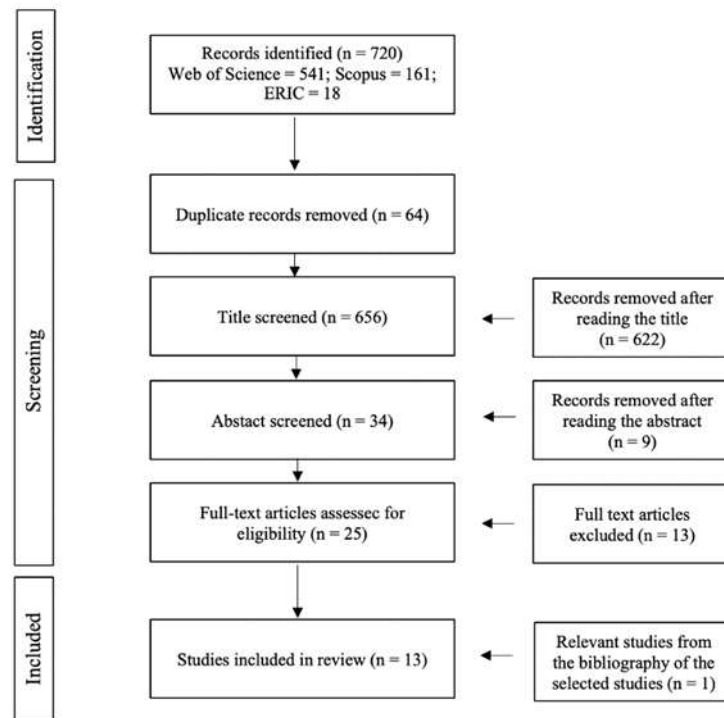 Identification
Records identified (n = 720)
Web of Science = 541; Scopus = 161;
ERIC = 18
Screening
Duplicate records removed (n = 64)
Title screened (n = 656)
Records removed after
reading the title
(n = 622)
Abstact screened (n = 34)
Records removed after
reading the abstract
(n = 9)
Full-text articles assessec for
eligibility (n = 25)
Full text articles
excluded (n = 13)
Included
Studies included in review (n = 13)
Relevant studies from
the bibliography of the
selected studies (n = 1)